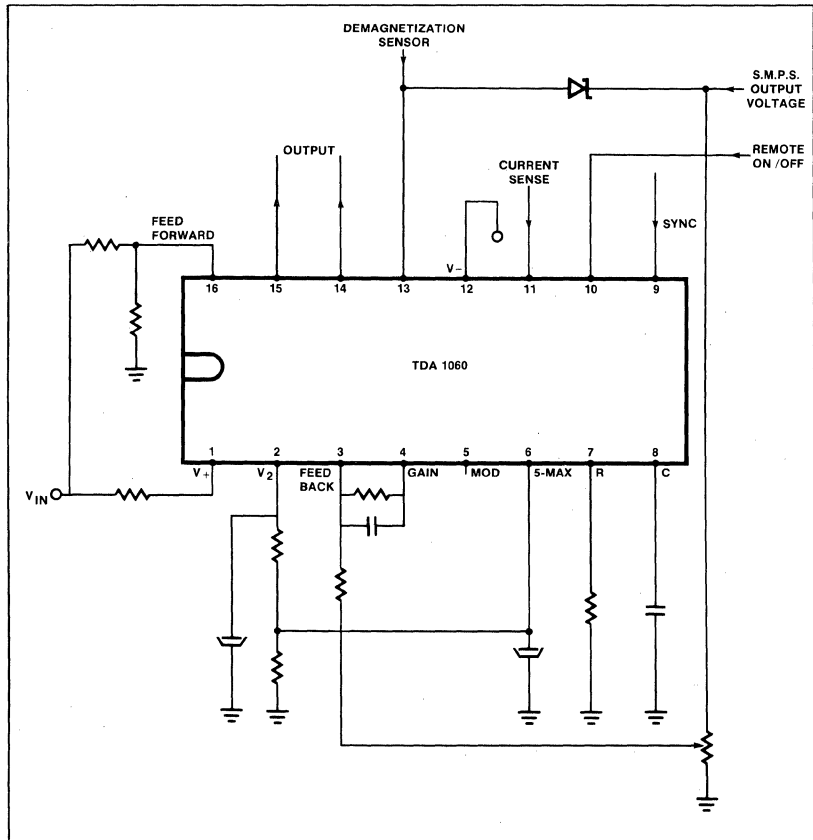 DEMAGNETIZATION
SENSOR
S.M.P.S.
OUTPUT
VOLTAGE
OUTPUT
CURRENT
SENSE
REMOTE
ON /OFF
FEED
FORWARD
SYNC
V-
16 15 14 13 12 11 10 9
TDA 1060
1 2 3 4 5 6 7 8
V+ V2 FEED BACK GAIN MOD 5-MAX R C
VIN